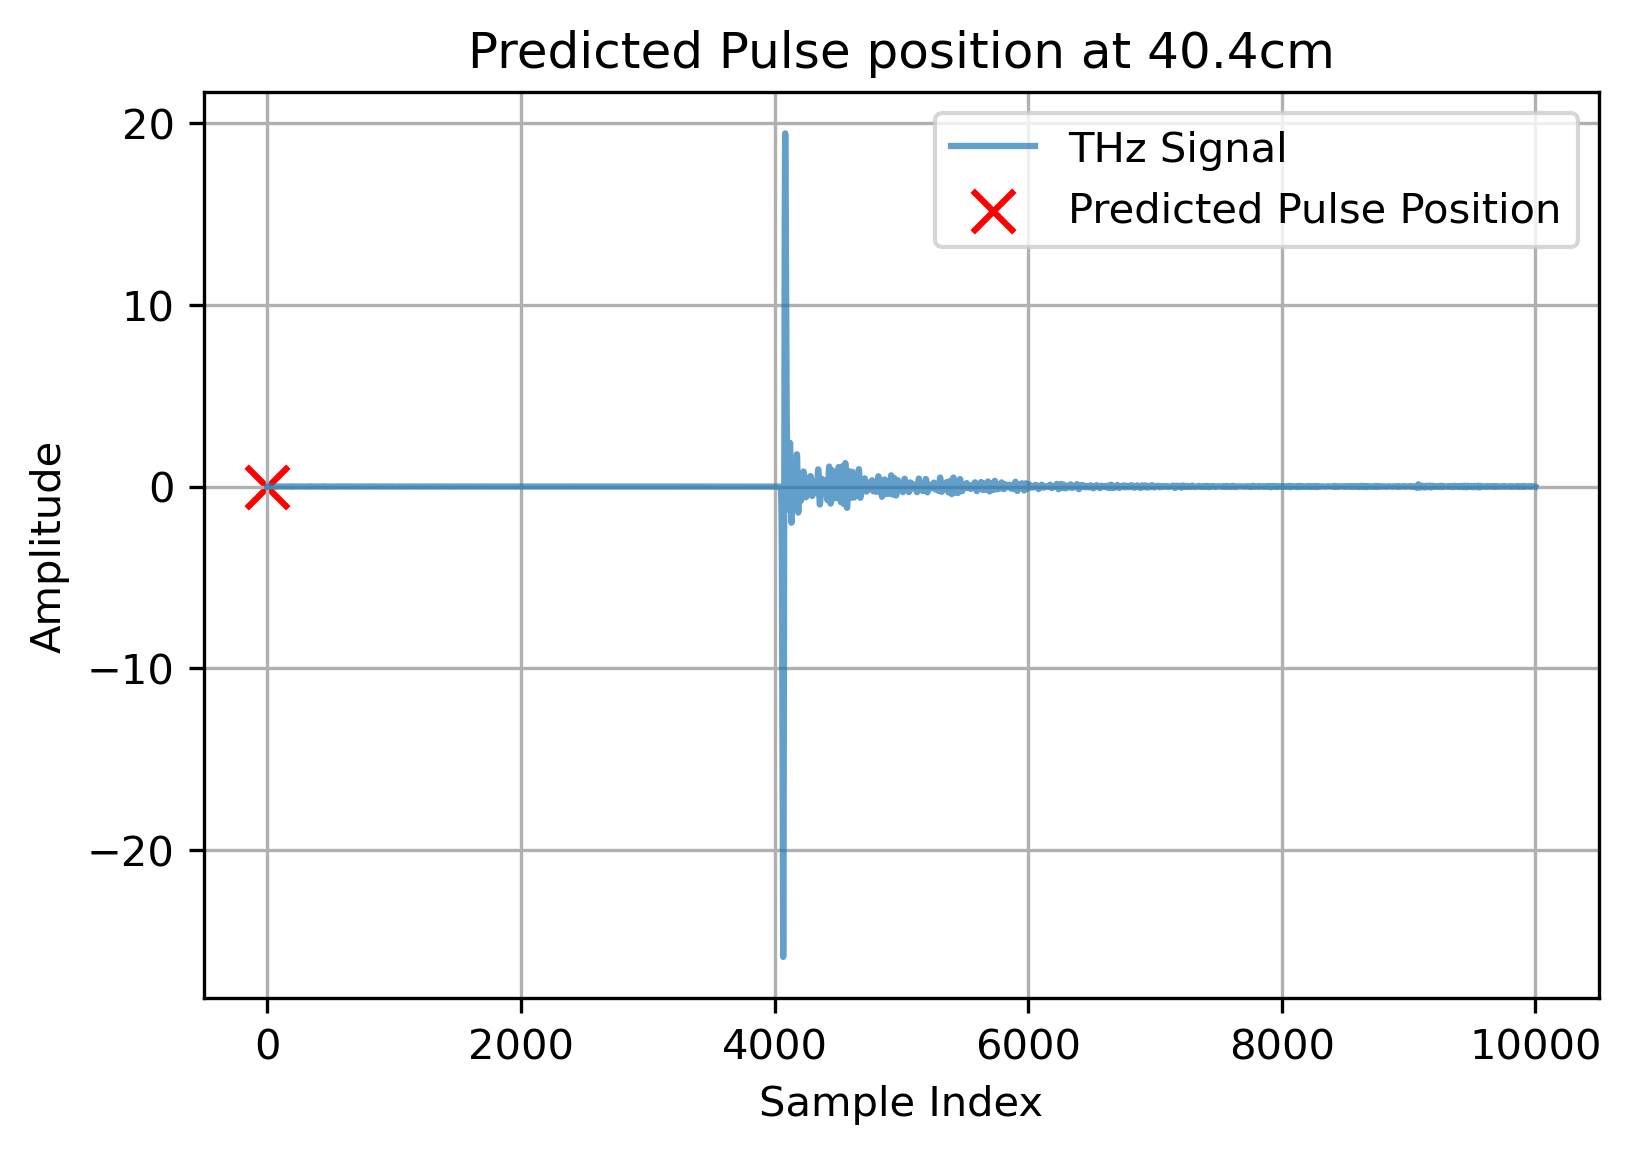 Predicted Pulse position at 40.4cm
THz Signal
Predicted Pulse Position
20
10
0
−10
−20
Amplitude
0 2000 4000 6000 8000 10000
Sample Index